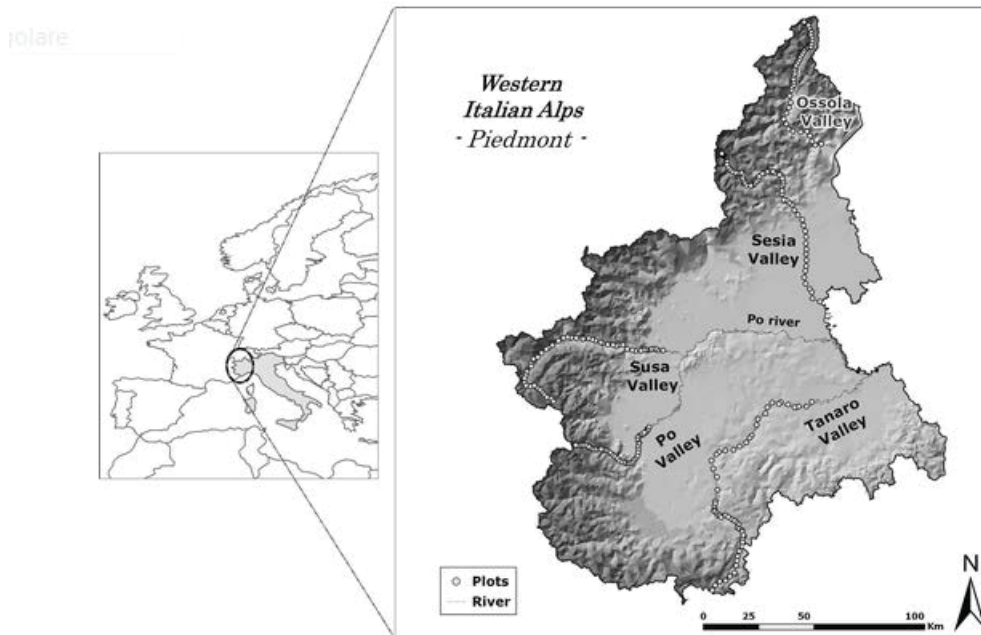 golare
Western
Italian Alps
- Piedmont -
Ossola
Valley
Sesia
Valley
Po river
Susa
Valley
Po
Valley
Tanaro
Valley
Plots
River
N
0 25 50 100
Km